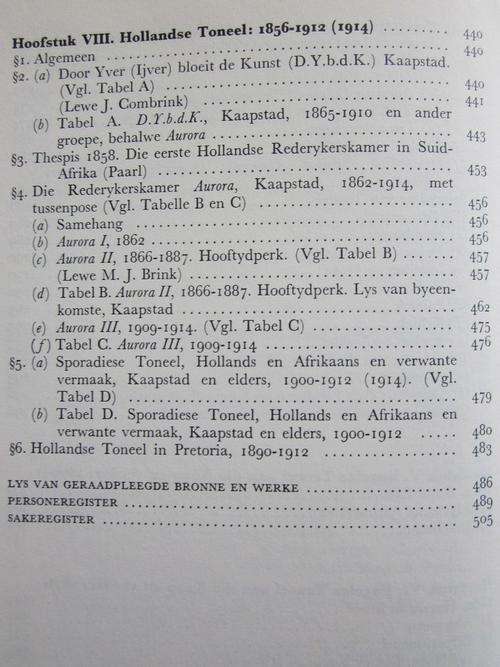 Hoofstuk VIII. Hollandse Toneel: 1856-1912 (1914) ......... 440
§1. Algemeen ......... 440
§2. (a) Door Yver (Ijver) bloeit de Kunst (D.Y.b.d.K.) Kaapstad.
(Vgl. Tabel A) ......... 440
(Lewe J. Combrink) ......... 441
(b) Tabel A. D.Y.b.d.K., Kaapstad, 1865-1910 en ander
groepe, behalwe Aurora ......... 443
§3. Thespis 1858. Die eerste Hollandse Rederykerskamer in Suid-
Afrika (Paarl) ......... 453
§4. Die Rederykerskamer Aurora, Kaapstad, 1862-1914, met
tussenpose (Vgl. Tabelle B en C) ......... 456
(a) Samehang ......... 456
(b) Aurora I, 1862 ......... 456
(c) Aurora II, 1866-1887. Hooftydperk. (Vgl. Tabel B) ......... 457
(Lewe M. J. Brink) ......... 457
(d) Tabel B. Aurora II, 1866-1887. Hooftydperk. Lys van byeen-
komste, Kaapstad ......... 462
(e) Aurora III, 1909-1914. (Vgl. Tabel C) ......... 475
(f) Tabel C. Aurora III, 1909-1914 ......... 476
§5. (a) Sporadiese Toneel, Hollands en Afrikaans en verwante
vermaak, Kaapstad en elders, 1900-1912 (1914). (Vgl.
Tabel D) ......... 479
(b) Tabel D. Sporadiese Toneel, Hollands en Afrikaans en
verwante vermaak, Kaapstad en elders, 1900-1912 ..... 480
§6. Hollandse Toneel in Pretoria, 1890-1912 ......... 483
LYS VAN GERAADPLEEGDE BRONNE EN WERKE ......... 486
PERSONEREGISTER ......... 489
SAKEREGISTER ......... 505